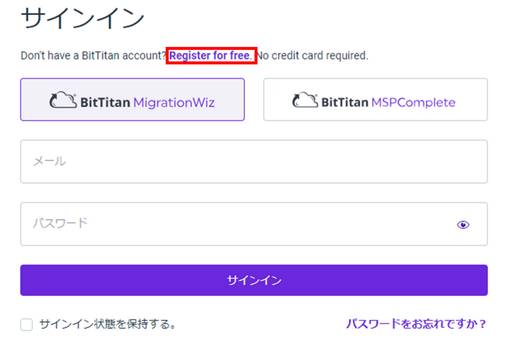 サインイン
Don't have a BitTitan account? Register for free. No credit card required.
BitTitan MigrationWiz
BitTitan MSPComplete
メール
パスワード
サインイン
サインイン状態を保持する。
パスワードをお忘れですか?